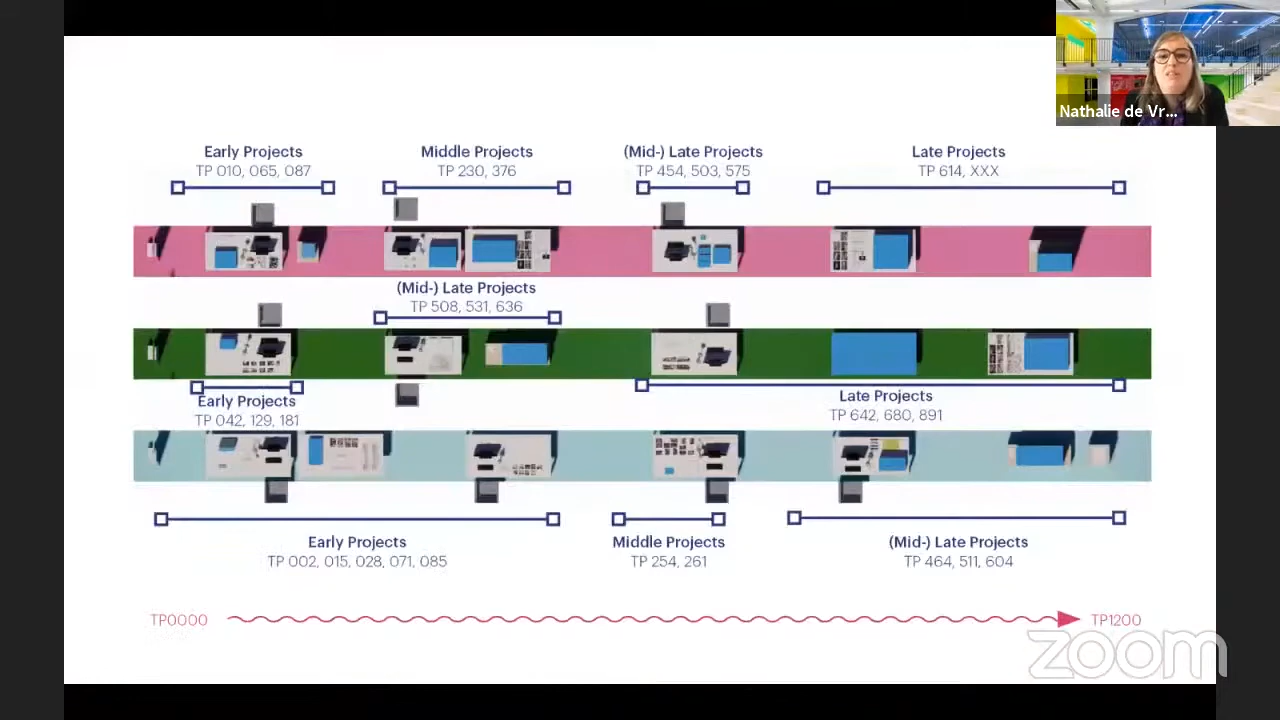 Nathalie de Vr...
Early Projects
TP 010, 065, 087
Middle Projects
TP 230, 376
(Mid-) Late Projects
TP 454, 503, 575
Late Projects
TP 614, XXX
(Mid-) Late Projects
TP 508, 531, 636
Early Projects
TP 042, 129, 181
Late Projects
TP 642, 680, 891
Early Projects
TP 002, 015, 028, 071, 085
Middle Projects
TP 254, 261
(Mid-) Late Projects
TP 464, 511, 604
TP0000
TP1200
zoom